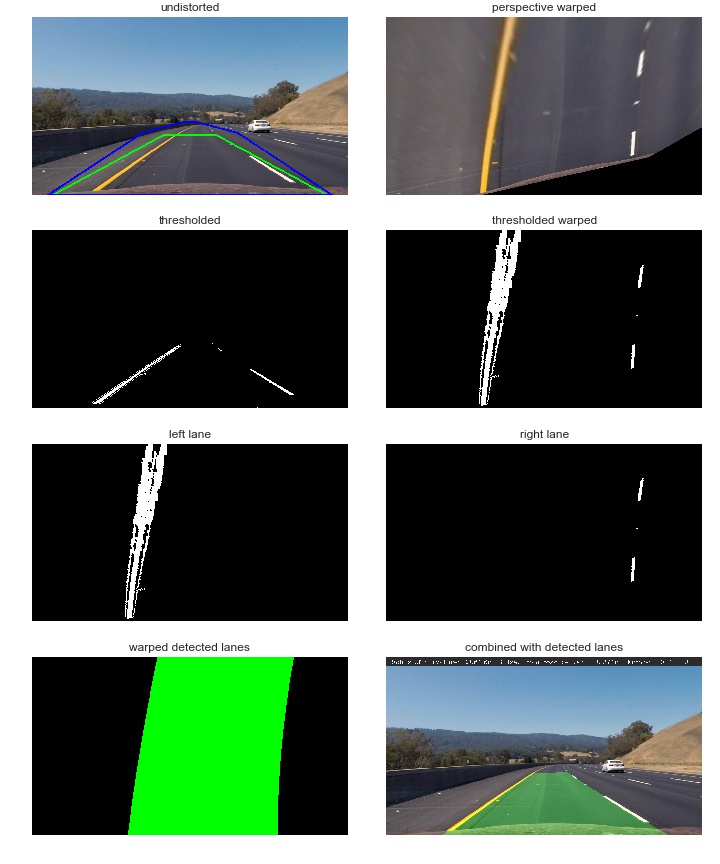 undistorted
perspective warped
thresholded
thresholded warped
left lane
right lane
warped detected lanes
combined with detected lanes